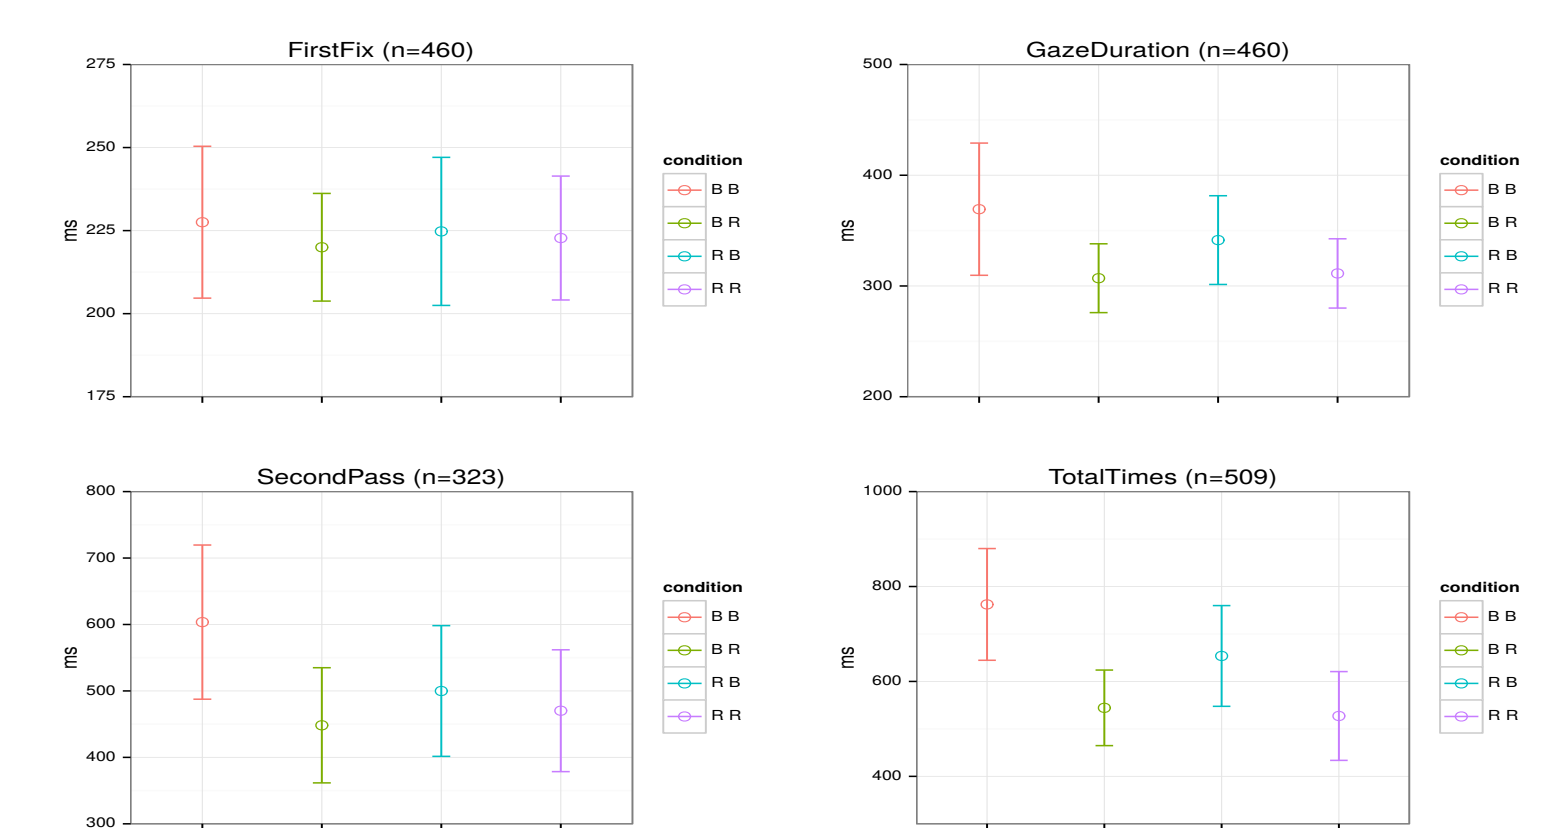 FirstFix (n=460)
275
250
225
200
175
ms
condition
B B
B R
R B
R R
GazeDuration (n=460)
500
400
300
200
ms
condition
B B
B R
R B
R R
SecondPass (n=323)
800
700
600
500
400
300
ms
condition
B B
B R
R B
R R
TotalTimes (n=509)
1000
800
600
400
ms
condition
B B
B R
R B
R R